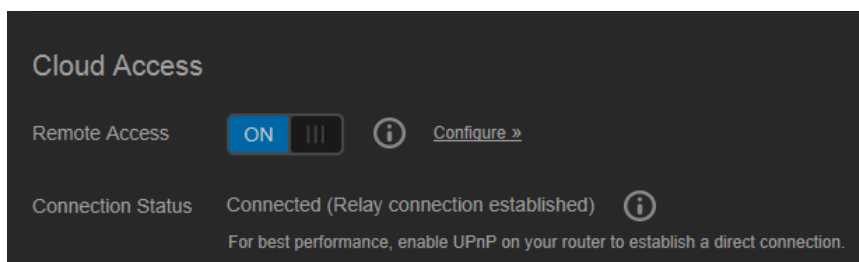 Cloud Access
Remote Access ON Configure »
Connection Status Connected (Relay connection established)
For best performance, enable UPnP on your router to establish a direct connection.